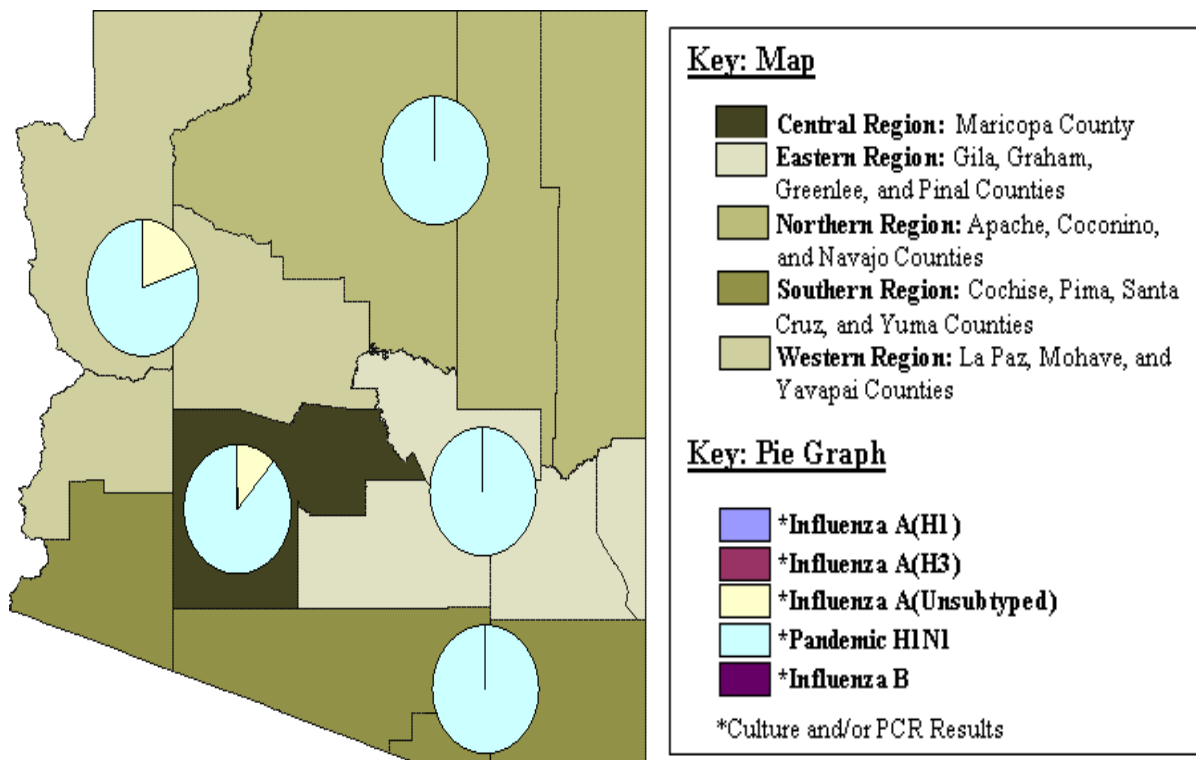 Key: Map
Central Region: Maricopa County
Eastern Region: Gila, Graham,
Greenlee, and Pinal Counties
Northern Region: Apache, Coconino,
and Navajo Counties
Southern Region: Cochise, Pima, Santa
Cruz, and Yuma Counties
Western Region: La Paz, Mohave, and
Yavapai Counties
Key: Pie Graph
*Influenza A(H1)
*Influenza A(H3)
*Influenza A(Unsubtyped)
*Pandemic H1N1
*Influenza B
*Culture and/or PCR Results